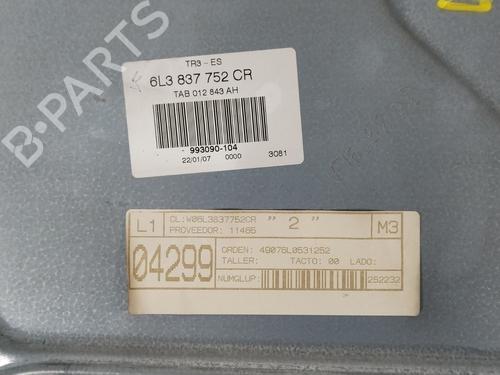 TR3 - ES
6L3 837 752 CR
TAB 012 843 AH
993090-104
22/01/07 0000 3081
L1
CL:W06L3837752CR " 2 "
PROVEEDOR: 11465
M3
04299
ORDEN: 49076L0531252
TALLER: TACTO: 00 LADO:
NUMGLUP: 252232
B-PARTS